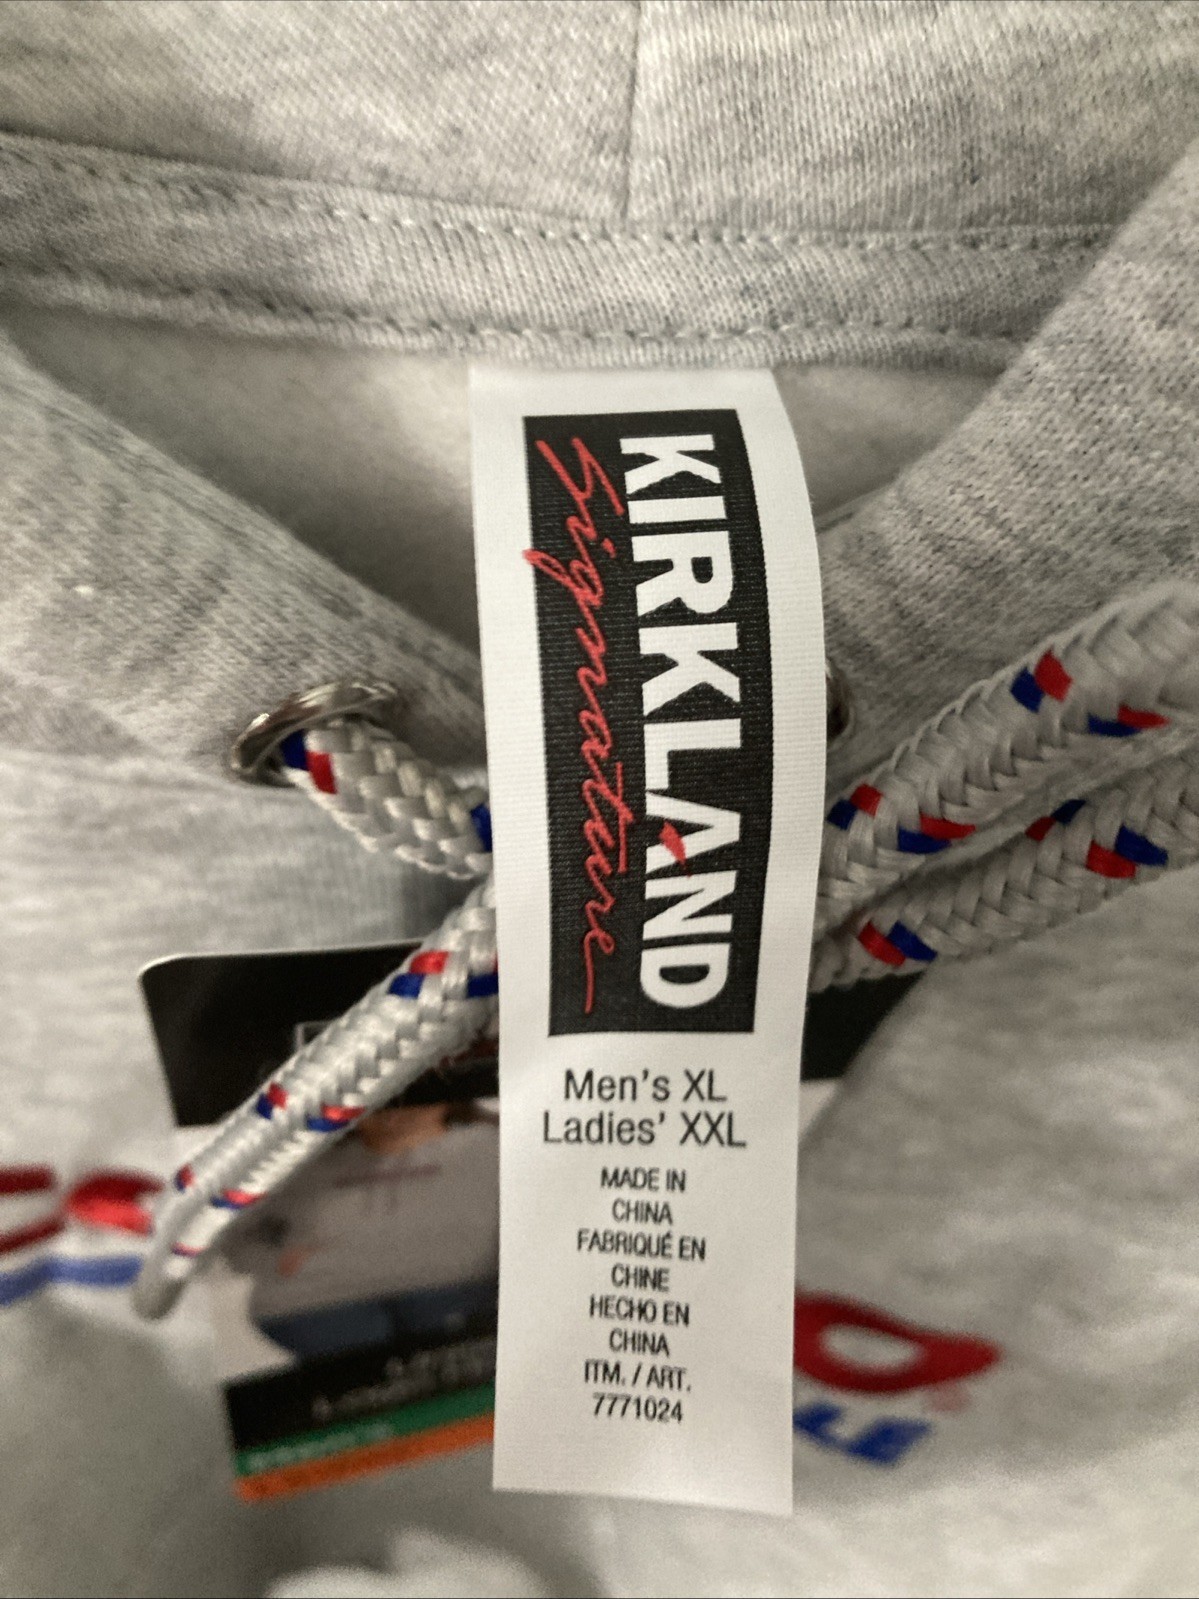 KIRKLAND
Signature
Men's XL
Ladies' XXL
MADE IN
CHINA
FABRIQUÉ EN
CHINE
HECHO EN
CHINA
ITM. / ART.
7771024